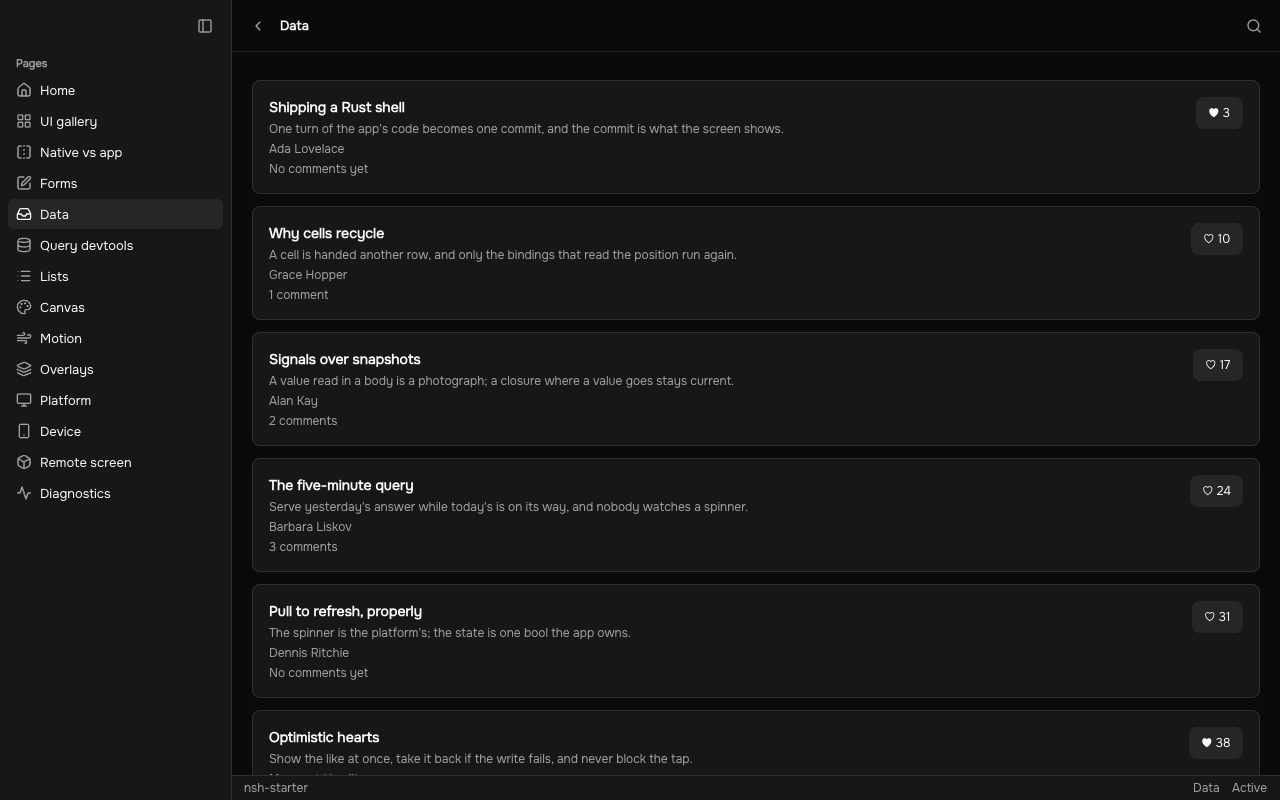 Data
Pages
Home
UI gallery
Native vs app
Forms
Data
Query devtools
Lists
Canvas
Motion
Overlays
Platform
Device
Remote screen
Diagnostics
Shipping a Rust shell
3
One turn of the app's code becomes one commit, and the commit is what the screen shows.
Ada Lovelace
No comments yet
Why cells recycle
10
A cell is handed another row, and only the bindings that read the position run again.
Grace Hopper
1 comment
Signals over snapshots
17
A value read in a body is a photograph; a closure where a value goes stays current.
Alan Kay
2 comments
The five-minute query
24
Serve yesterday's answer while today's is on its way, and nobody watches a spinner.
Barbara Liskov
3 comments
Pull to refresh, properly
31
The spinner is the platform's; the state is one bool the app owns.
Dennis Ritchie
No comments yet
Optimistic hearts
38
Show the like at once, take it back if the write fails, and never block the tap.
nsh-starter
Data
Active